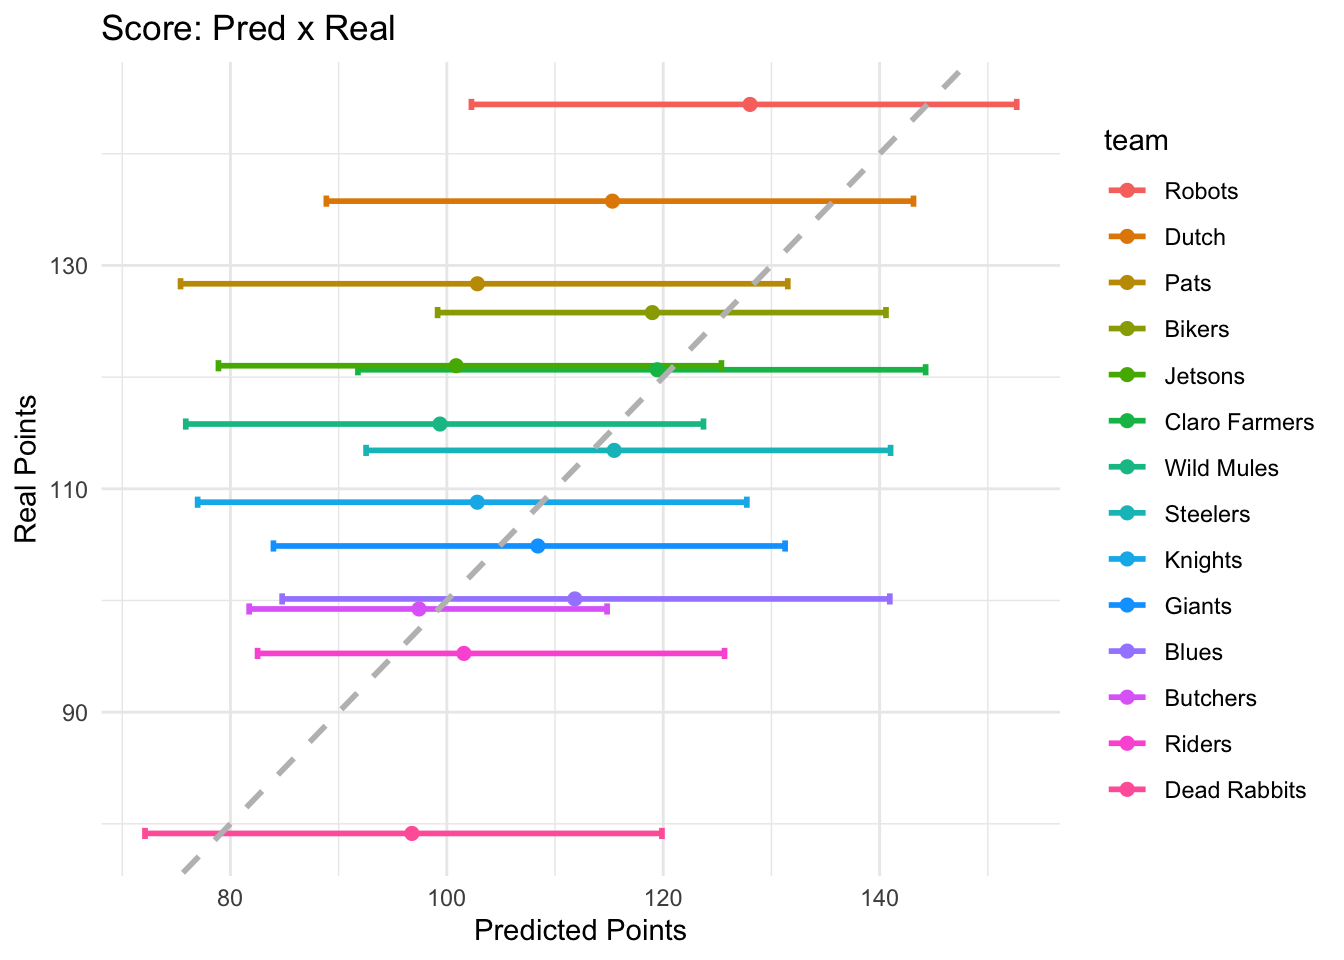 Score: Pred x Real
130
110
90
Real Points
80 100 120 140
Predicted Points
team
Robots
Dutch
Pats
Bikers
Jetsons
Claro Farmers
Wild Mules
Steelers
Knights
Giants
Blues
Butchers
Riders
Dead Rabbits